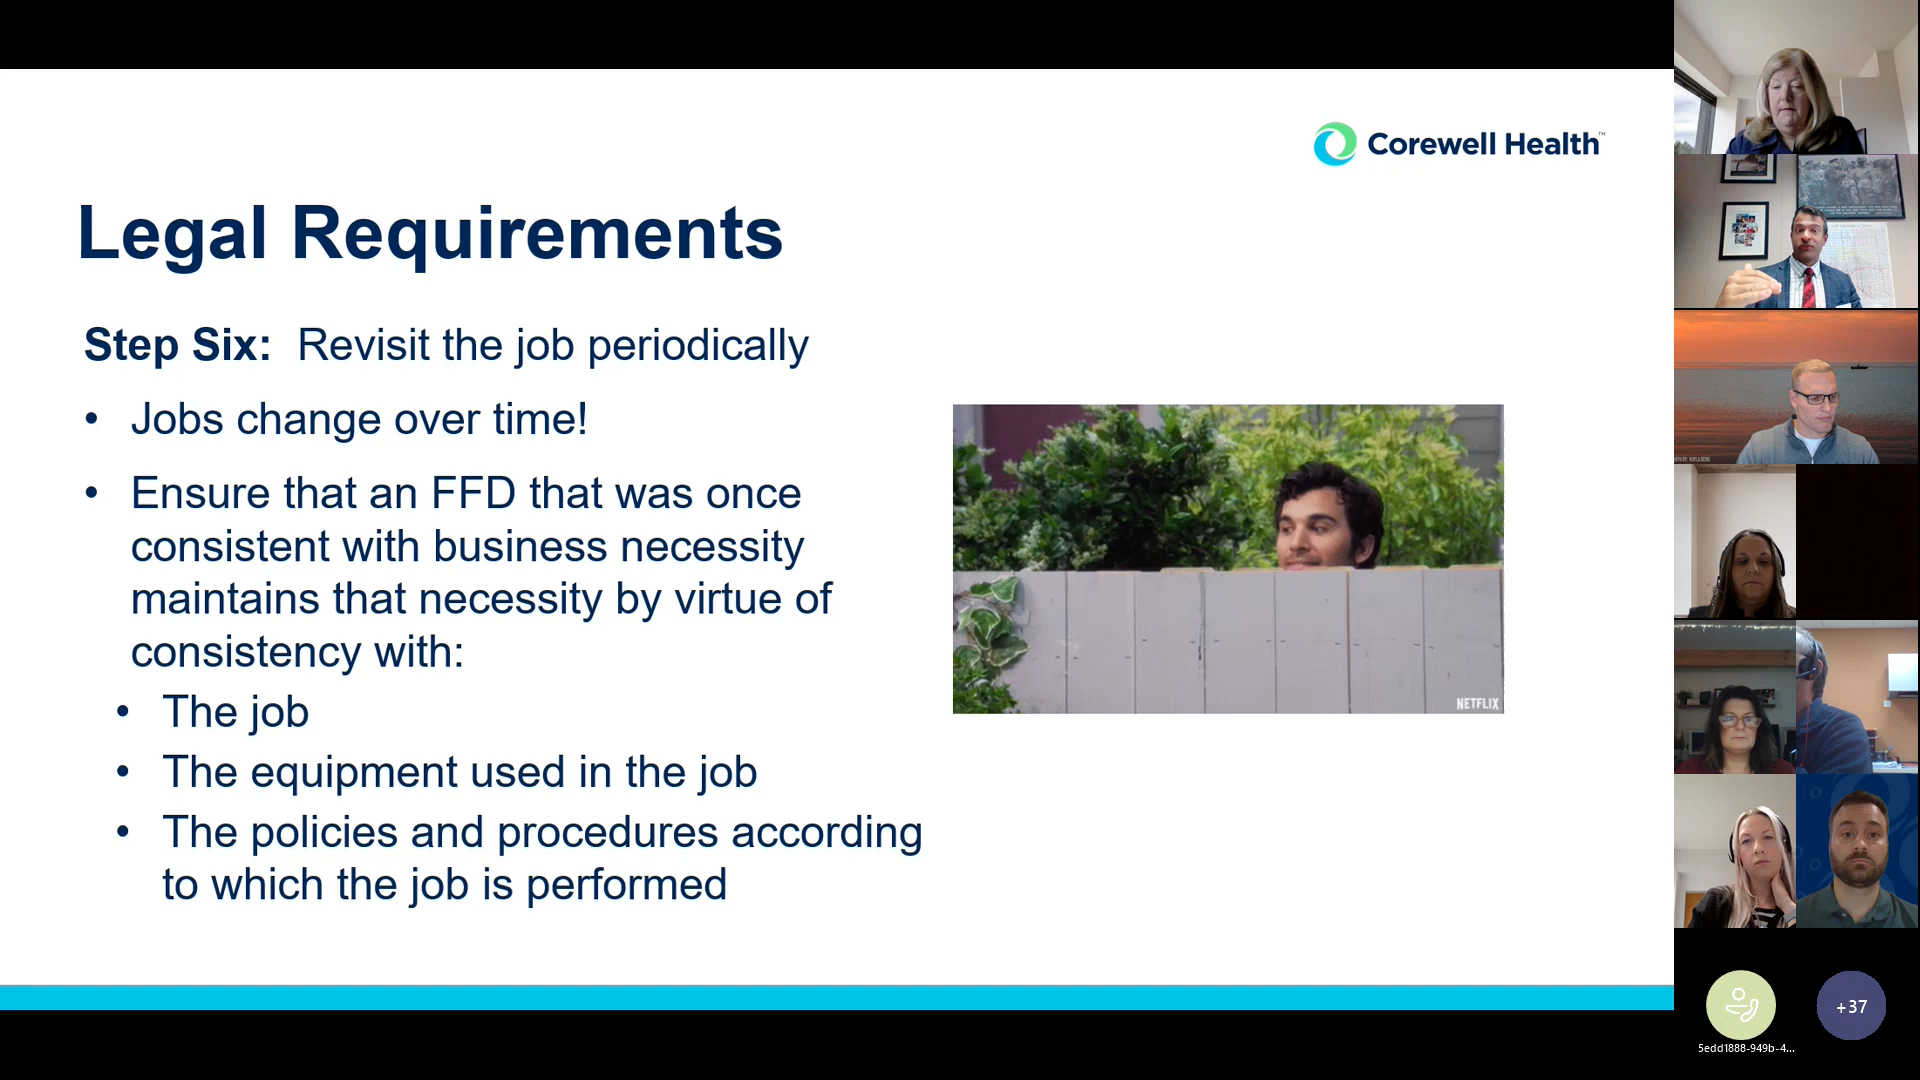 Corewell Health™
Legal Requirements
Step Six: Revisit the job periodically
• Jobs change over time!
• Ensure that an FFD that was once
consistent with business necessity
maintains that necessity by virtue of
consistency with:
• The job
• The equipment used in the job
• The policies and procedures according
to which the job is performed
NETFLIX
+37
5edd1888-949b-4...